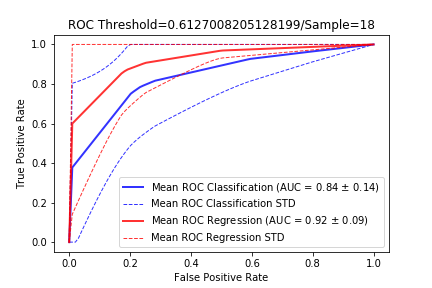 ROC Threshold=0.6127008205128199/Sample=18
True Positive Rate
1.0
0.8
0.6
0.4
0.2
0.0
Mean ROC Classification (AUC = 0.84 ± 0.14)
Mean ROC Classification STD
Mean ROC Regression (AUC = 0.92 ± 0.09)
Mean ROC Regression STD
0.0 0.2 0.4 0.6 0.8 1.0
False Positive Rate